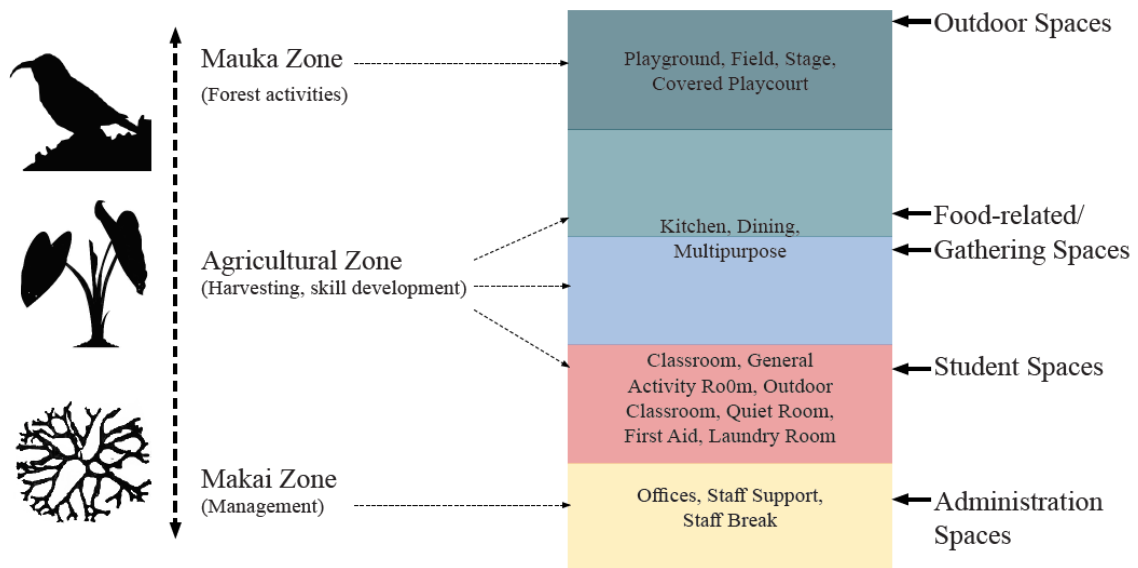 Mauka Zone
(Forest activities)
Agricultural Zone
(Harvesting, skill development)
Makai Zone
(Management)
Playground, Field, Stage,
Covered Playcourt
Kitchen, Dining,
Multipurpose
Classroom, General
Activity Ro0m, Outdoor
Classroom, Quiet Room,
First Aid, Laundry Room
Offices, Staff Support,
Staff Break
Outdoor Spaces
Food-related/
Gathering Spaces
Student Spaces
Administration
Spaces